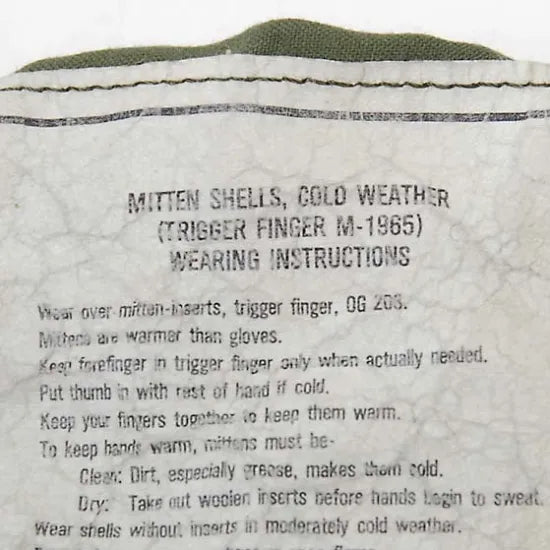 MITTEN SHELLS, COLD WEATHER
(TRIGGER FINGER M-1965)
WEARING INSTRUCTIONS
Wear over mitten-inserts, trigger finger, OG 208.
Mittens are warmer than gloves.
Keep forefinger in trigger finger only when actually needed.
Put thumb in with rest of hand if cold.
Keep your fingers together to keep them warm.
To keep hands warm, mittens must be-
Clean: Dirt, especially grease, makes them cold.
Dry: Take out woolen inserts before hands begin to sweat.
Wear shells without inserts in moderately cold weather.